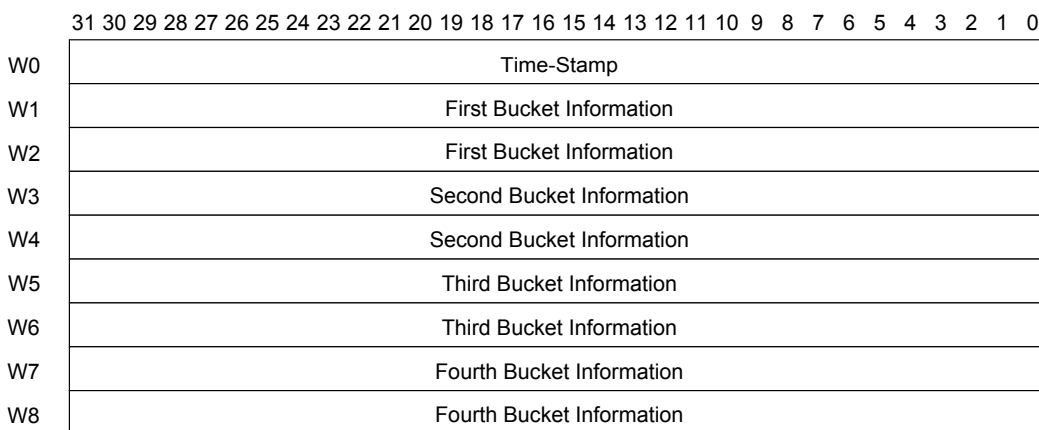 31 30 29 28 27 26 25 24 23 22 21 20 19 18 17 16 15 14 13 12 11 10 9 8 7 6 5 4 3 2 1 0
W0 Time-Stamp
W1 First Bucket Information
W2 First Bucket Information
W3 Second Bucket Information
W4 Second Bucket Information
W5 Third Bucket Information
W6 Third Bucket Information
W7 Fourth Bucket Information
W8 Fourth Bucket Information